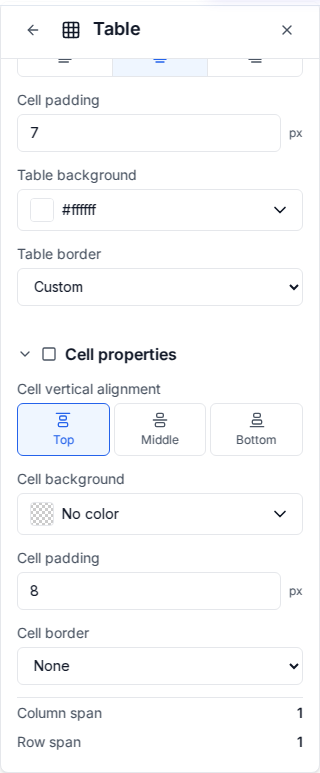 Table
Cell padding
7 px
Table background
#ffffff
Table border
Custom
Cell properties
Cell vertical alignment
Top Middle Bottom
Cell background
No color
Cell padding
8 px
Cell border
None
Column span 1
Row span 1